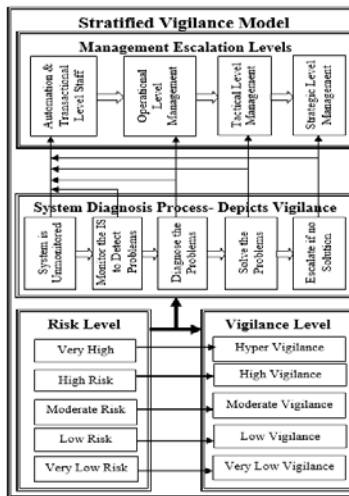 Stratified Vigilance Model
Management Escalation Levels
Automation &
Transactional
Level Staff
Operational
Level
Management
Tactical Level
Management
Strategic Level
Management
System Diagnosis Process- Depicts Vigilance
System is
Unmonitored
Monitor the IS
to Detect
Problems
Diagnose the
Problems
Solve the
Problems
Escalate if no
Solution
Risk Level
Very High
High Risk
Moderate Risk
Low Risk
Very Low Risk
Vigilance Level
Hyper Vigilance
High Vigilance
Moderate Vigilance
Low Vigilance
Very Low Vigilance